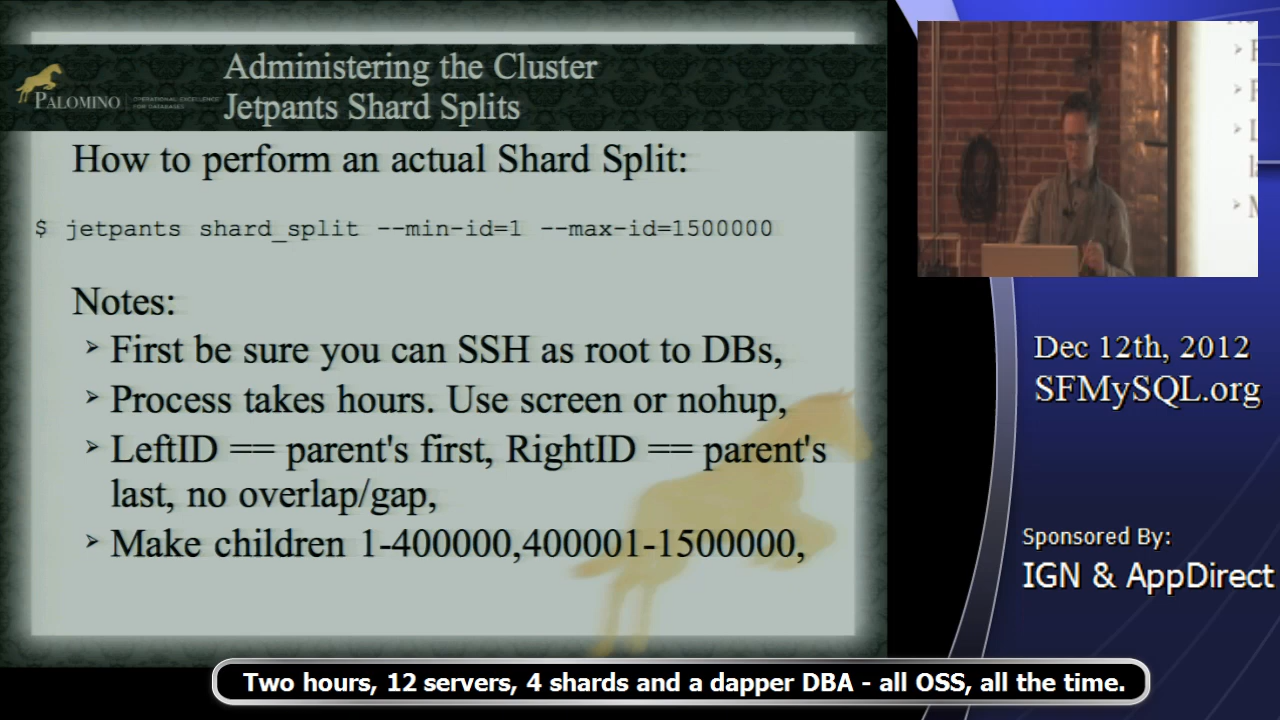 Administering the Cluster
Jetpants Shard Splits
PALOMINO
OPERATIONAL EXCELLENCE
FOR DATABASES
How to perform an actual Shard Split:
$ jetpants shard_split --min-id=1 --max-id=1500000
Notes:
➢ First be sure you can SSH as root to DBs,
➢ Process takes hours. Use screen or nohup,
➢ LeftID == parent's first, RightID == parent's
last, no overlap/gap,
➢ Make children 1-400000,400001-1500000,
Dec 12th, 2012
SFMySQL.org
Sponsored By:
IGN & AppDirect
Two hours, 12 servers, 4 shards and a dapper DBA - all OSS, all the time.